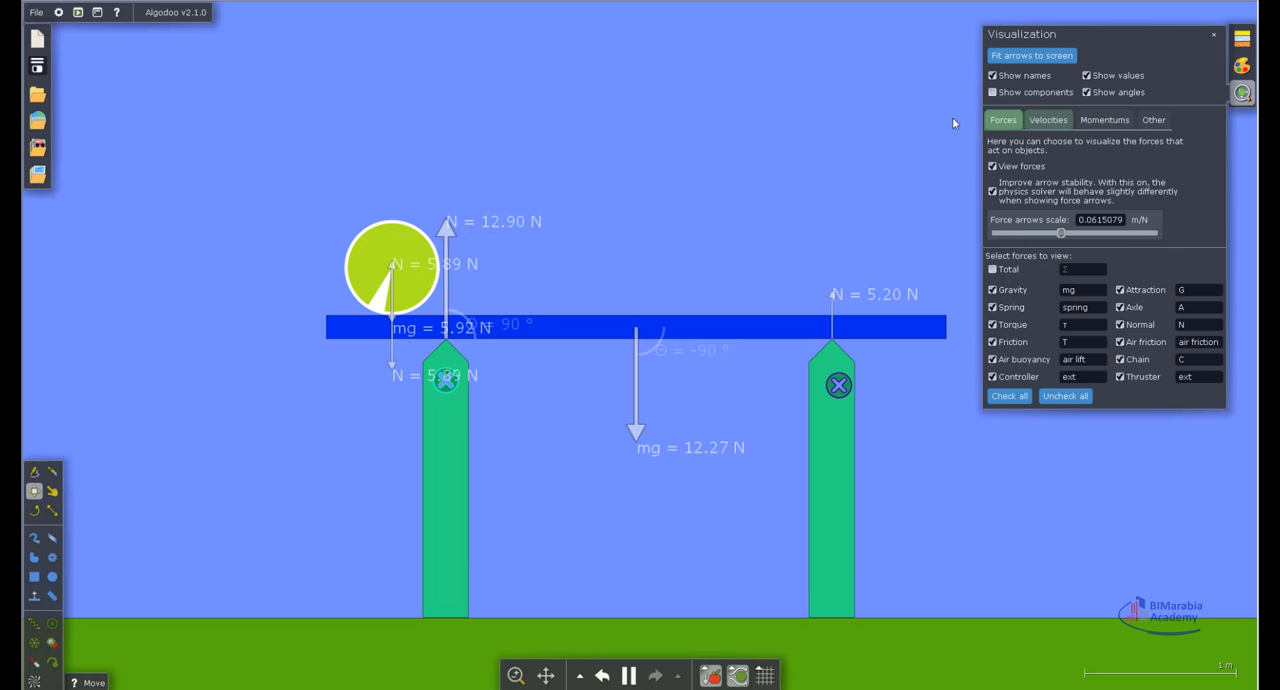 File
?
Algodoo v2.1.0
Visualization
×
Fit arrows to screen
Show names
Show values
Show components
Show angles
Forces
Velocities
Momentums
Other
Here you can choose to visualize the forces that
act on objects.
View forces
Improve arrow stability. With this on, the
physics solver will behave slightly differently
when showing force arrows.
Force arrows scale: 0.0615079 m/N
Select forces to view:
Total Σ
Gravity mg
Attraction G
Spring spring
Axle A
Torque τ
Normal N
Friction T
Air friction air friction
Air buoyancy air lift
Chain C
Controller ext
Thruster ext
Check all
Uncheck all
N = 12.90 N
N = 5.89 N
N = 5.20 N
mg = 5.92 N
= 90 °
Θ = -90 °
N = 5.89 N
mg = 12.27 N
BIMarabia
Academy
1 m
? Move